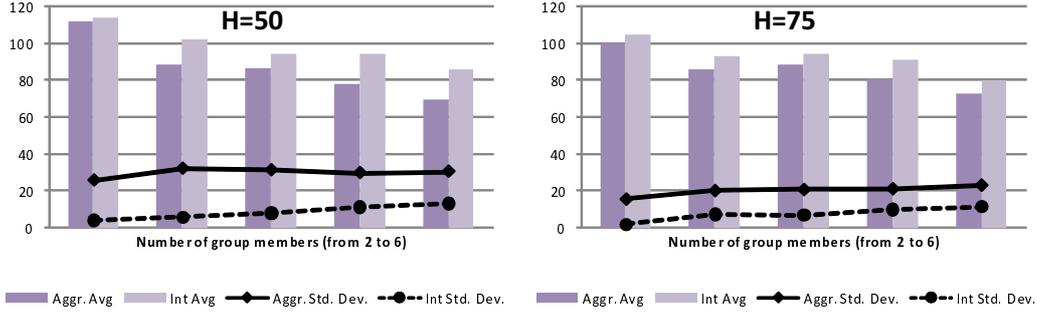 H=50
120
100
80
60
40
20
0
Number of group members (from 2 to 6)
Aggr. Avg Int Avg Aggr. Std. Dev. Int Std. Dev.
H=75
120
100
80
60
40
20
0
Number of group members (from 2 to 6)
Aggr. Avg Int Avg Aggr. Std. Dev. Int Std. Dev.